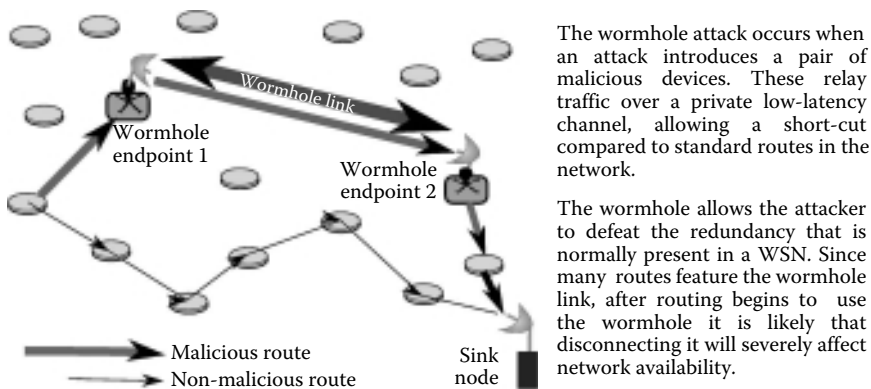 Wormhole link
Wormhole
endpoint 1
Wormhole
endpoint 2
Malicious route
Non-malicious route
Sink
node
The wormhole attack occurs when
an attack introduces a pair of
malicious devices. These relay
traffic over a private low-latency
channel, allowing a short-cut
compared to standard routes in the
network.
The wormhole allows the attacker
to defeat the redundancy that is
normally present in a WSN. Since
many routes feature the wormhole
link, after routing begins to use
the wormhole it is likely that
disconnecting it will severely affect
network availability.